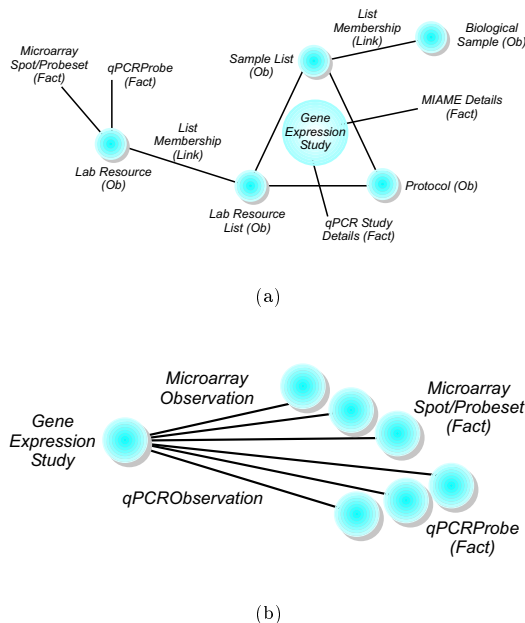 Microarray
Spot/Probeset
(Fact)
qPCRProbe
(Fact)
Lab Resource
(Ob)
List
Membership
(Link)
Lab Resource
List (Ob)
Sample List
(Ob)
List
Membership
(Link)
Biological
Sample (Ob)
Gene
Expression
Study
MIAME Details
(Fact)
Protocol (Ob)
qPCR Study
Details (Fact)
(a)
Gene
Expression
Study
Microarray
Observation
qPCRObservation
Microarray
Spot/Probeset
(Fact)
qPCRProbe
(Fact)
(b)